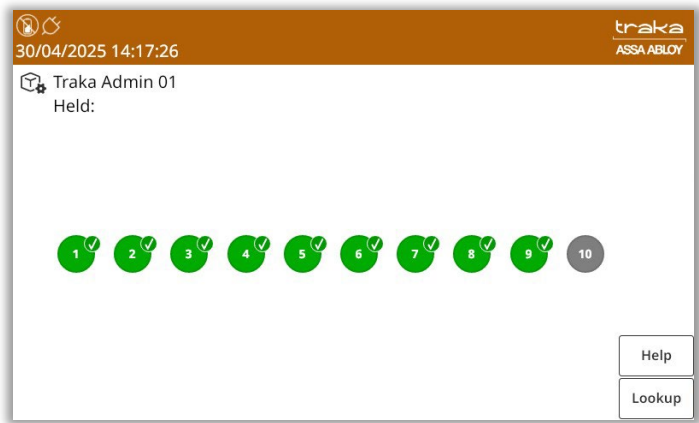 traka
30/04/2025 14:17:26
ASSA ABLOY
Traka Admin 01
Held:
1 2 3 4 5 6 7 8 9 10
Help
Lookup